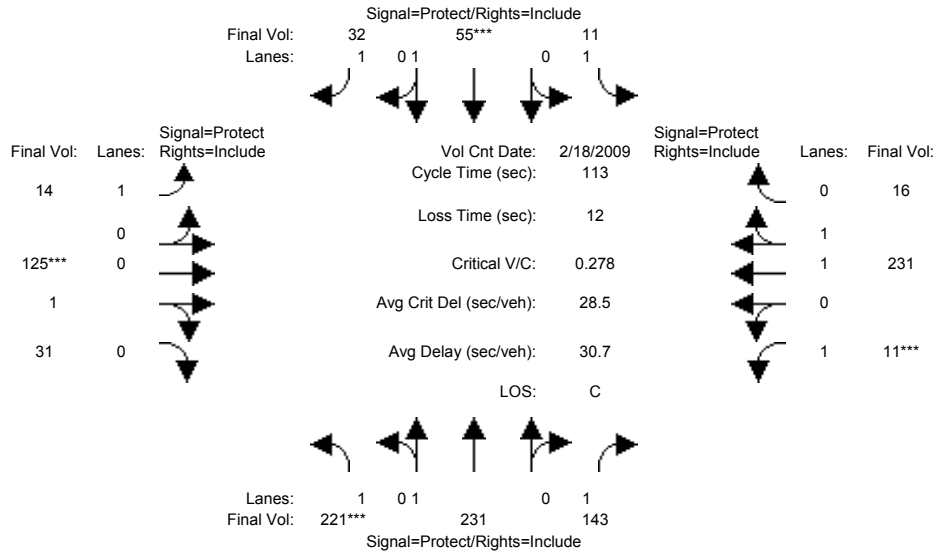 Signal=Protect/Rights=Include
Final Vol: 32 55*** 11
Lanes: 1 0 1 0 1
Signal=Protect
Final Vol: Lanes: Rights=Include
Vol Cnt Date: 2/18/2009
Signal=Protect
Rights=Include Lanes: Final Vol:
Cycle Time (sec): 113
14 1
0 16
Loss Time (sec): 12
0
1
125*** 0
Critical V/C: 0.278
1 231
1 0
Avg Crit Del (sec/veh): 28.5
0
31 0
Avg Delay (sec/veh): 30.7
1 11***
LOS: C
Lanes: 1 0 1 0 1
Final Vol: 221*** 231 143
Signal=Protect/Rights=Include